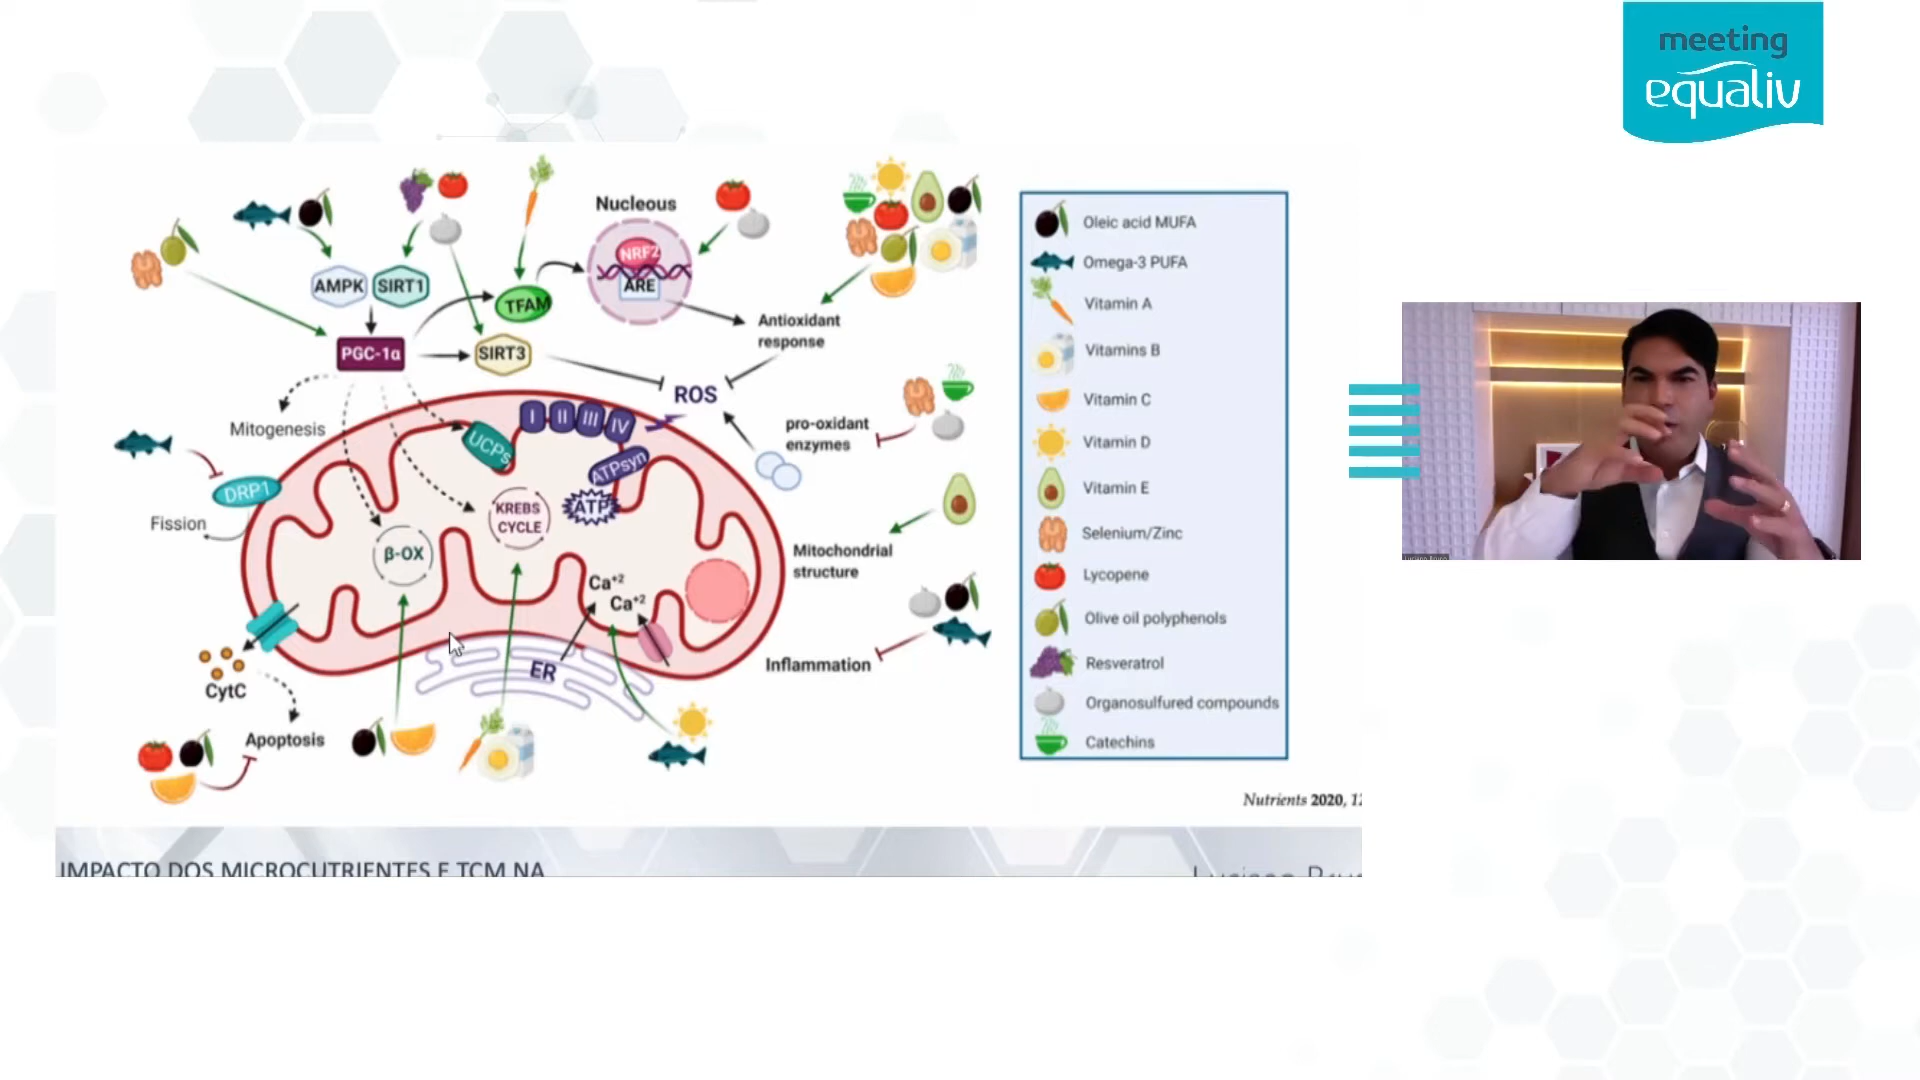 meeting
equaliv
Nucleous
NRF2
ARE
AMPK
SIRT1
TFAM
PGC-1α
SIRT3
Antioxidant
response
ROS
Mitogenesis
I
II
III
IV
UCPs
ATPsyn
ATP
pro-oxidant
enzymes
DRP1
Fission
KREBS
CYCLE
β-OX
Mitochondrial
structure
Ca+2
Ca+2
ER
Inflammation
CytC
Apoptosis
Oleic acid MUFA
Omega-3 PUFA
Vitamin A
Vitamins B
Vitamin C
Vitamin D
Vitamin E
Selenium/Zinc
Lycopene
Olive oil polyphenols
Resveratrol
Organosulfured compounds
Catechins
Nutrients 2020, 12
IMPACTO DOS MICROCUTRIENTES E TCM NA
Luciano Bruno